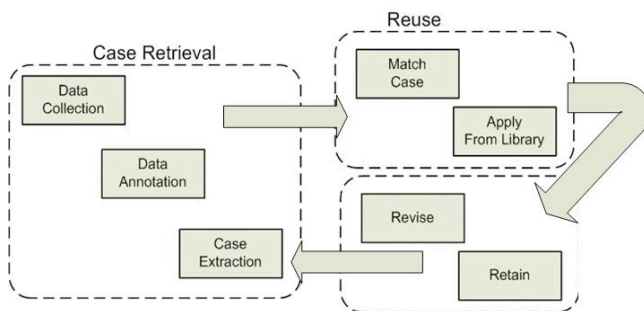 Case Retrieval
Data
Collection
Data
Annotation
Case
Extraction
Reuse
Match
Case
Apply
From Library
Revise
Retain